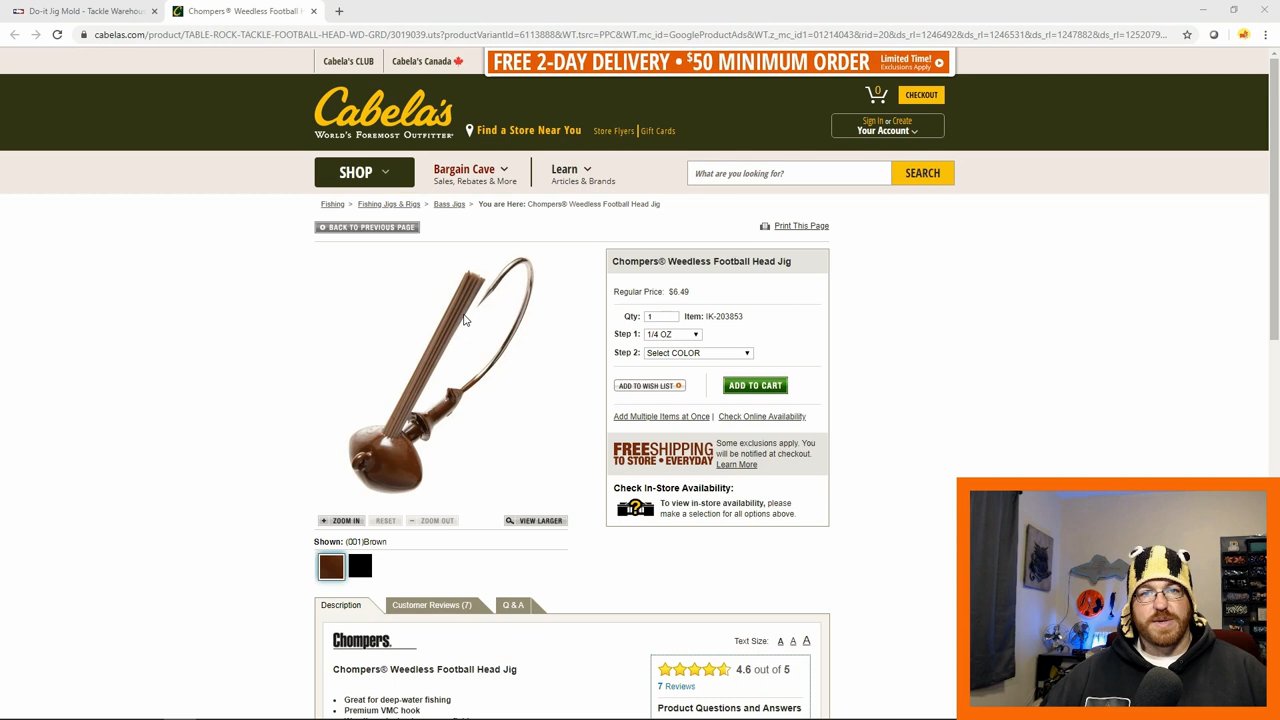 Do-it Jig Mold - Tackle Warehous
Chompers® Weedless Football H
cabelas.com/product/TABLE-ROCK-TACKLE-FOOTBALL-HEAD-WD-GRD/3019039.uts?productVariantId=6113888&WT.tsrc=PPC&WT.mc_id=GoogleProductAds&WT.z_mc_id1=01214043&rid=20&ds_rl=1246492&ds_rl=1246531&ds_rl=1247882&ds_rl=1252079...
Cabela's CLUB
Cabela's Canada
FREE 2-DAY DELIVERY • $50 MINIMUM ORDER
Limited Time!
Exclusions Apply
Cabela's
WORLD'S FOREMOST OUTFITTER®
Find a Store Near You
Store Flyers | Gift Cards
0
CHECKOUT
Sign In or Create
Your Account
SHOP
Bargain Cave
Sales, Rebates & More
Learn
Articles & Brands
What are you looking for?
SEARCH
Fishing > Fishing Jigs & Rigs > Bass Jigs > You are Here: Chompers® Weedless Football Head Jig
BACK TO PREVIOUS PAGE
Print This Page
Chompers® Weedless Football Head Jig
Regular Price: $6.49
Qty: 1 Item: IK-203853
Step 1: 1/4 OZ
Step 2: Select COLOR
ADD TO WISH LIST
ADD TO CART
Add Multiple Items at Once | Check Online Availability
FREE SHIPPING
TO STORE • EVERYDAY
Some exclusions apply. You
will be notified at checkout.
Learn More
Check In-Store Availability:
To view in-store availability, please
make a selection for all options above.
+ ZOOM IN
RESET
- ZOOM OUT
VIEW LARGER
Shown: (001)Brown
Description
Customer Reviews (7)
Q & A
Chompers.
Text Size: A A A
Chompers® Weedless Football Head Jig
4.6 out of 5
7 Reviews
• Great for deep-water fishing
• Premium VMC hook
Product Questions and Answers